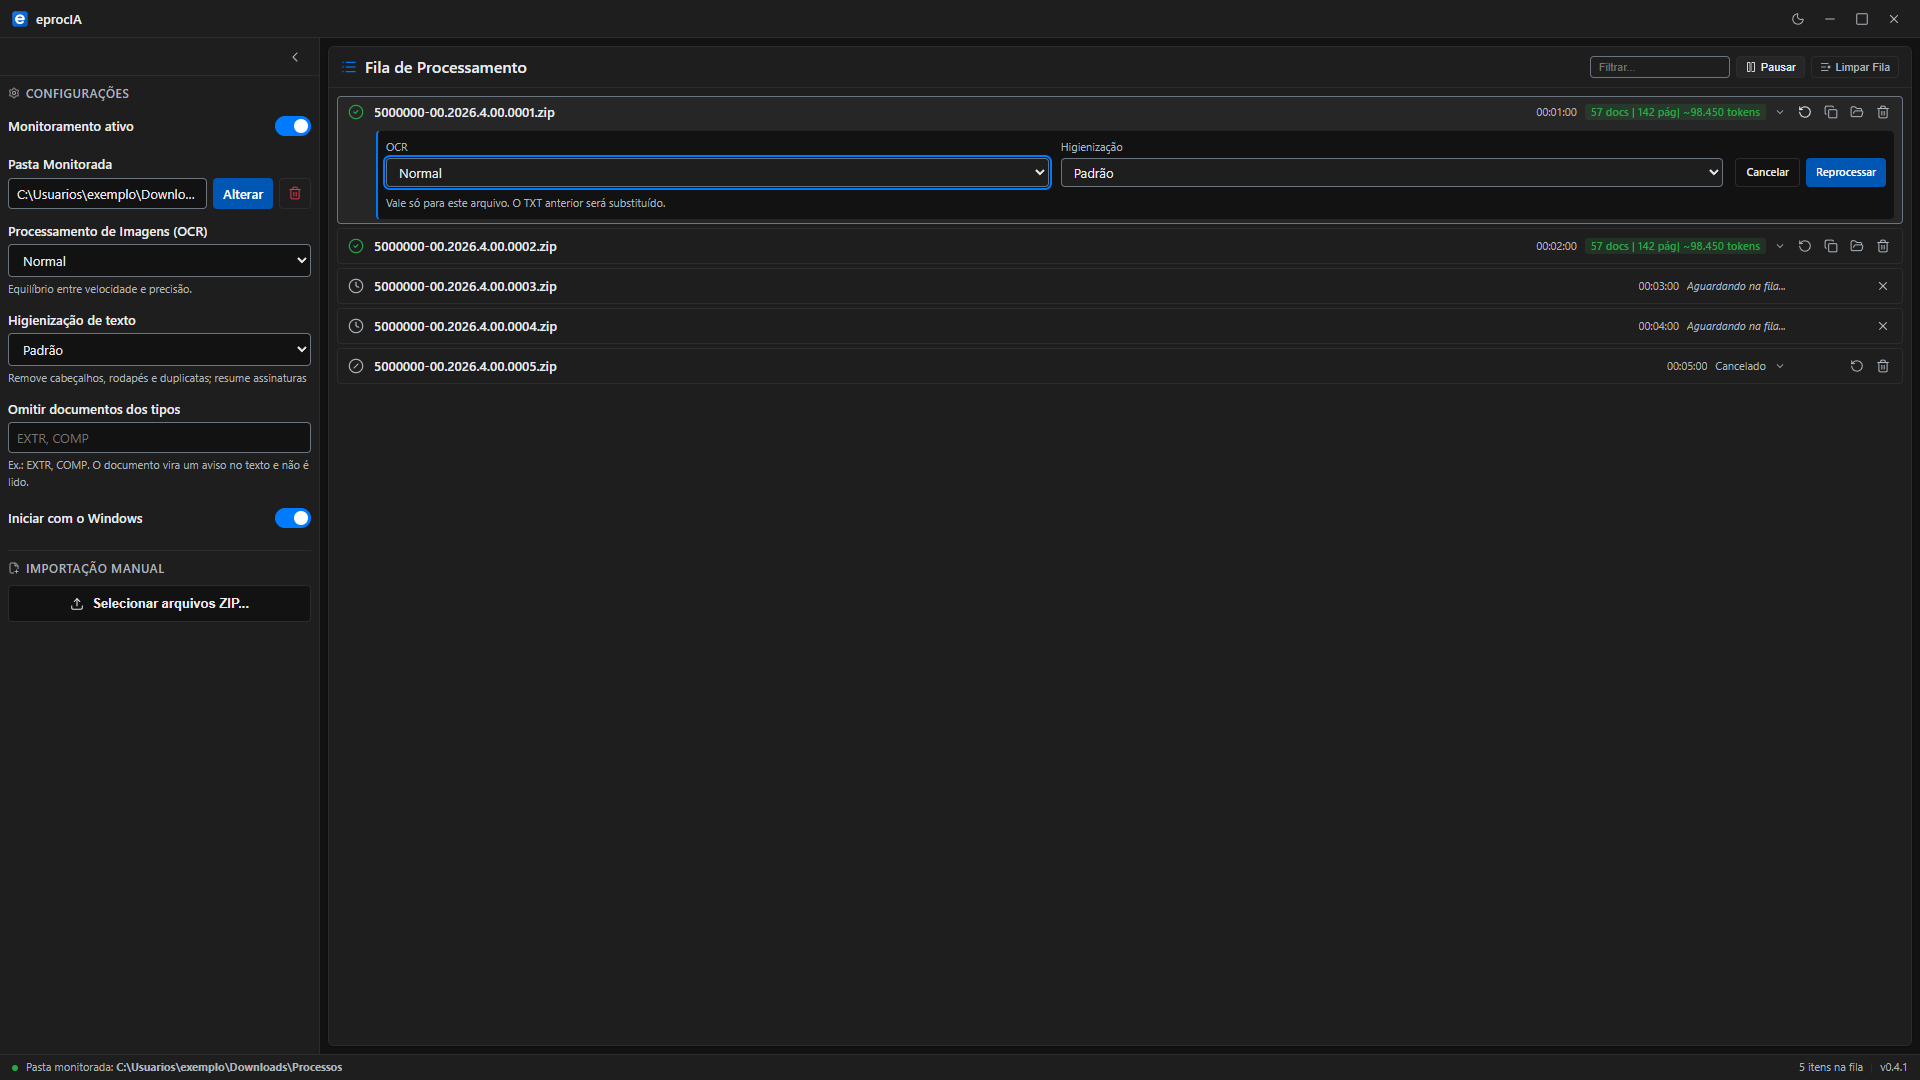 eprocIA
CONFIGURAÇÕES
Monitoramento ativo
Pasta Monitorada
C:\Usuarios\exemplo\Downlo...
Alterar
Processamento de Imagens (OCR)
Normal
Equilíbrio entre velocidade e precisão.
Higienização de texto
Padrão
Remove cabeçalhos, rodapés e duplicatas; resume assinaturas
Omitir documentos dos tipos
EXTR, COMP
Ex.: EXTR, COMP. O documento vira um aviso no texto e não é
lido.
Iniciar com o Windows
IMPORTAÇÃO MANUAL
Selecionar arquivos ZIP...
Fila de Processamento
Filtrar...
Pausar
Limpar Fila
5000000-00.2026.4.00.0001.zip 00:01:00 57 docs | 142 pág| ~98.450 tokens
OCR Higienização
Normal Padrão Cancelar Reprocessar
Vale só para este arquivo. O TXT anterior será substituído.
5000000-00.2026.4.00.0002.zip 00:02:00 57 docs | 142 pág| ~98.450 tokens
5000000-00.2026.4.00.0003.zip 00:03:00 Aguardando na fila...
5000000-00.2026.4.00.0004.zip 00:04:00 Aguardando na fila...
5000000-00.2026.4.00.0005.zip 00:05:00 Cancelado
Pasta monitorada: C:\Usuarios\exemplo\Downloads\Processos
5 itens na fila v0.4.1